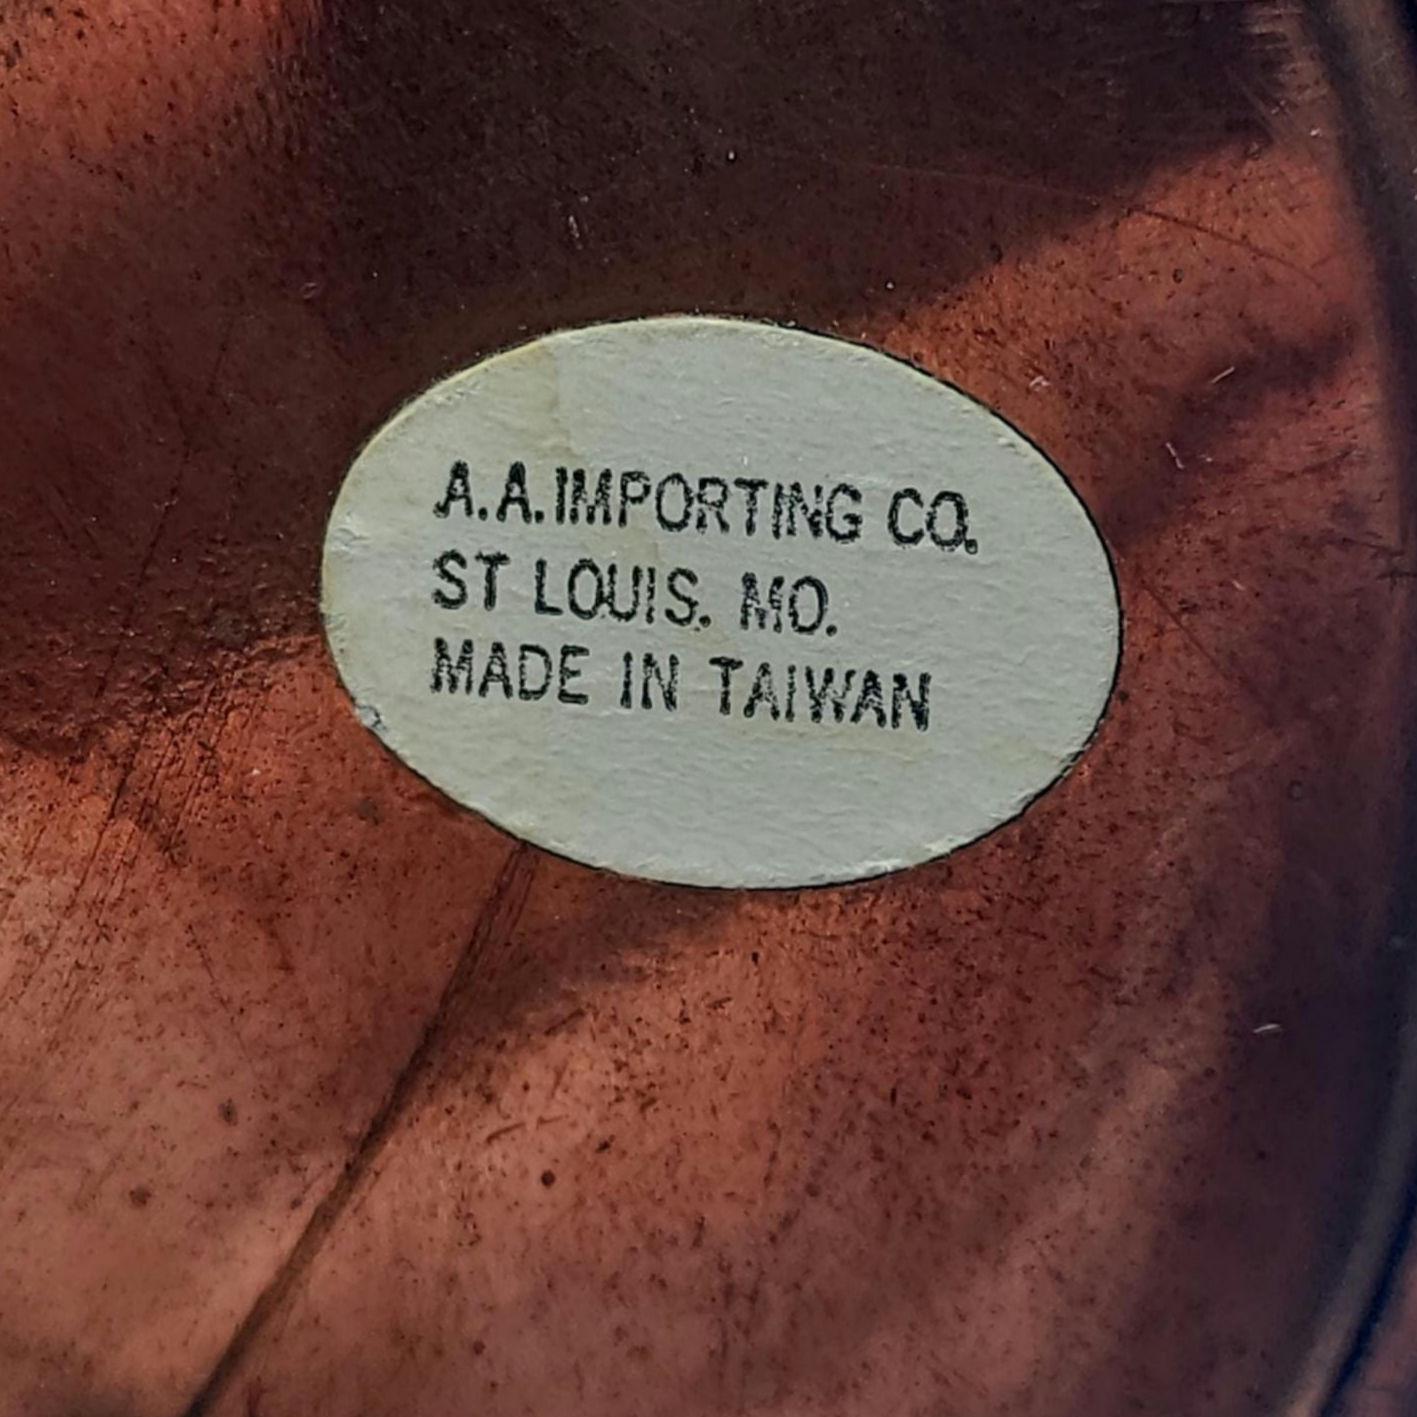 A.A.IMPORTING CO.
ST LOUIS. MO.
MADE IN TAIWAN